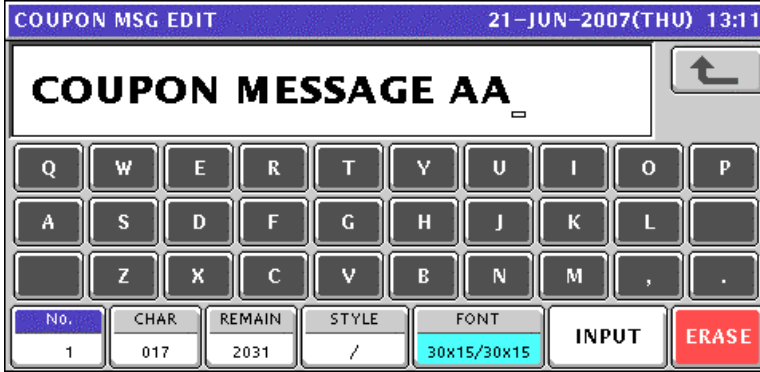 COUPON MSG EDIT 21-JUN-2007(THU) 13:11
COUPON MESSAGE AA_
Q W E R T Y U I O P
A S D F G H J K L
Z X C V B N M , .
No. CHAR REMAIN STYLE FONT INPUT ERASE
1 017 2031 / 30x15/30x15